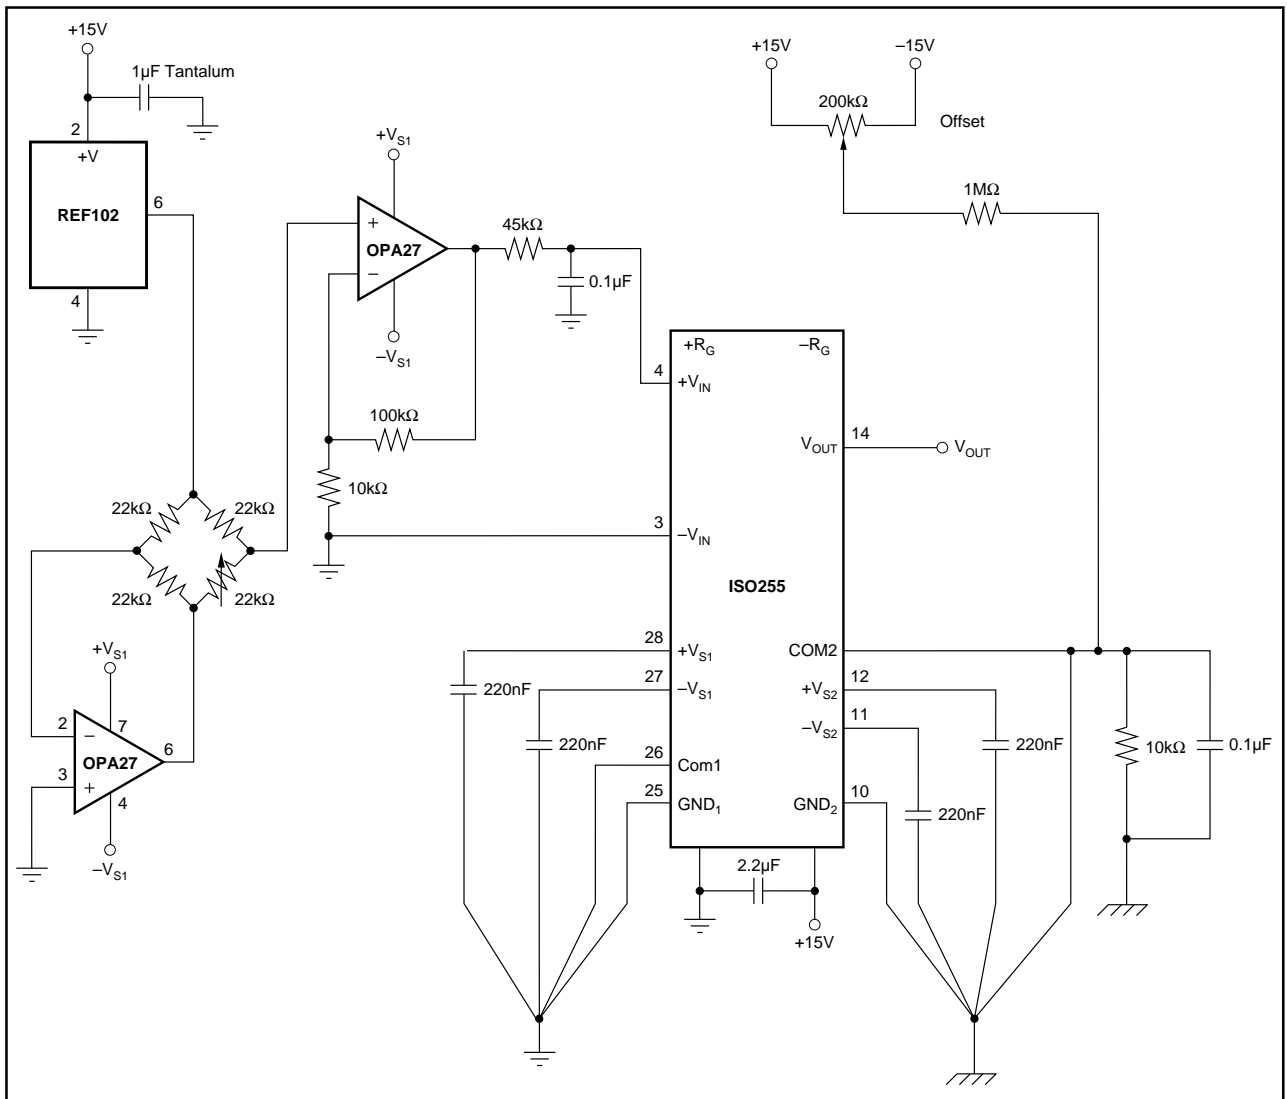 +15V
1µF Tantalum
2
+V
REF102
6
4
+15V
–15V
200kΩ
Offset
1MΩ
+V_S1
+
OPA27
–
–V_S1
45kΩ
0.1µF
100kΩ
10kΩ
22kΩ
22kΩ
22kΩ
22kΩ
+V_S1
7
2
–
OPA27
6
3
+
4
–V_S1
+R_G
–R_G
4
+V_IN
V_OUT
14
V_OUT
3
–V_IN
ISO255
28
+V_S1
COM2
220nF
27
–V_S1
+V_S2
12
220nF
–V_S2
11
220nF
26
Com1
25
GND_1
GND_2
10
220nF
10kΩ
0.1µF
2.2µF
+15V